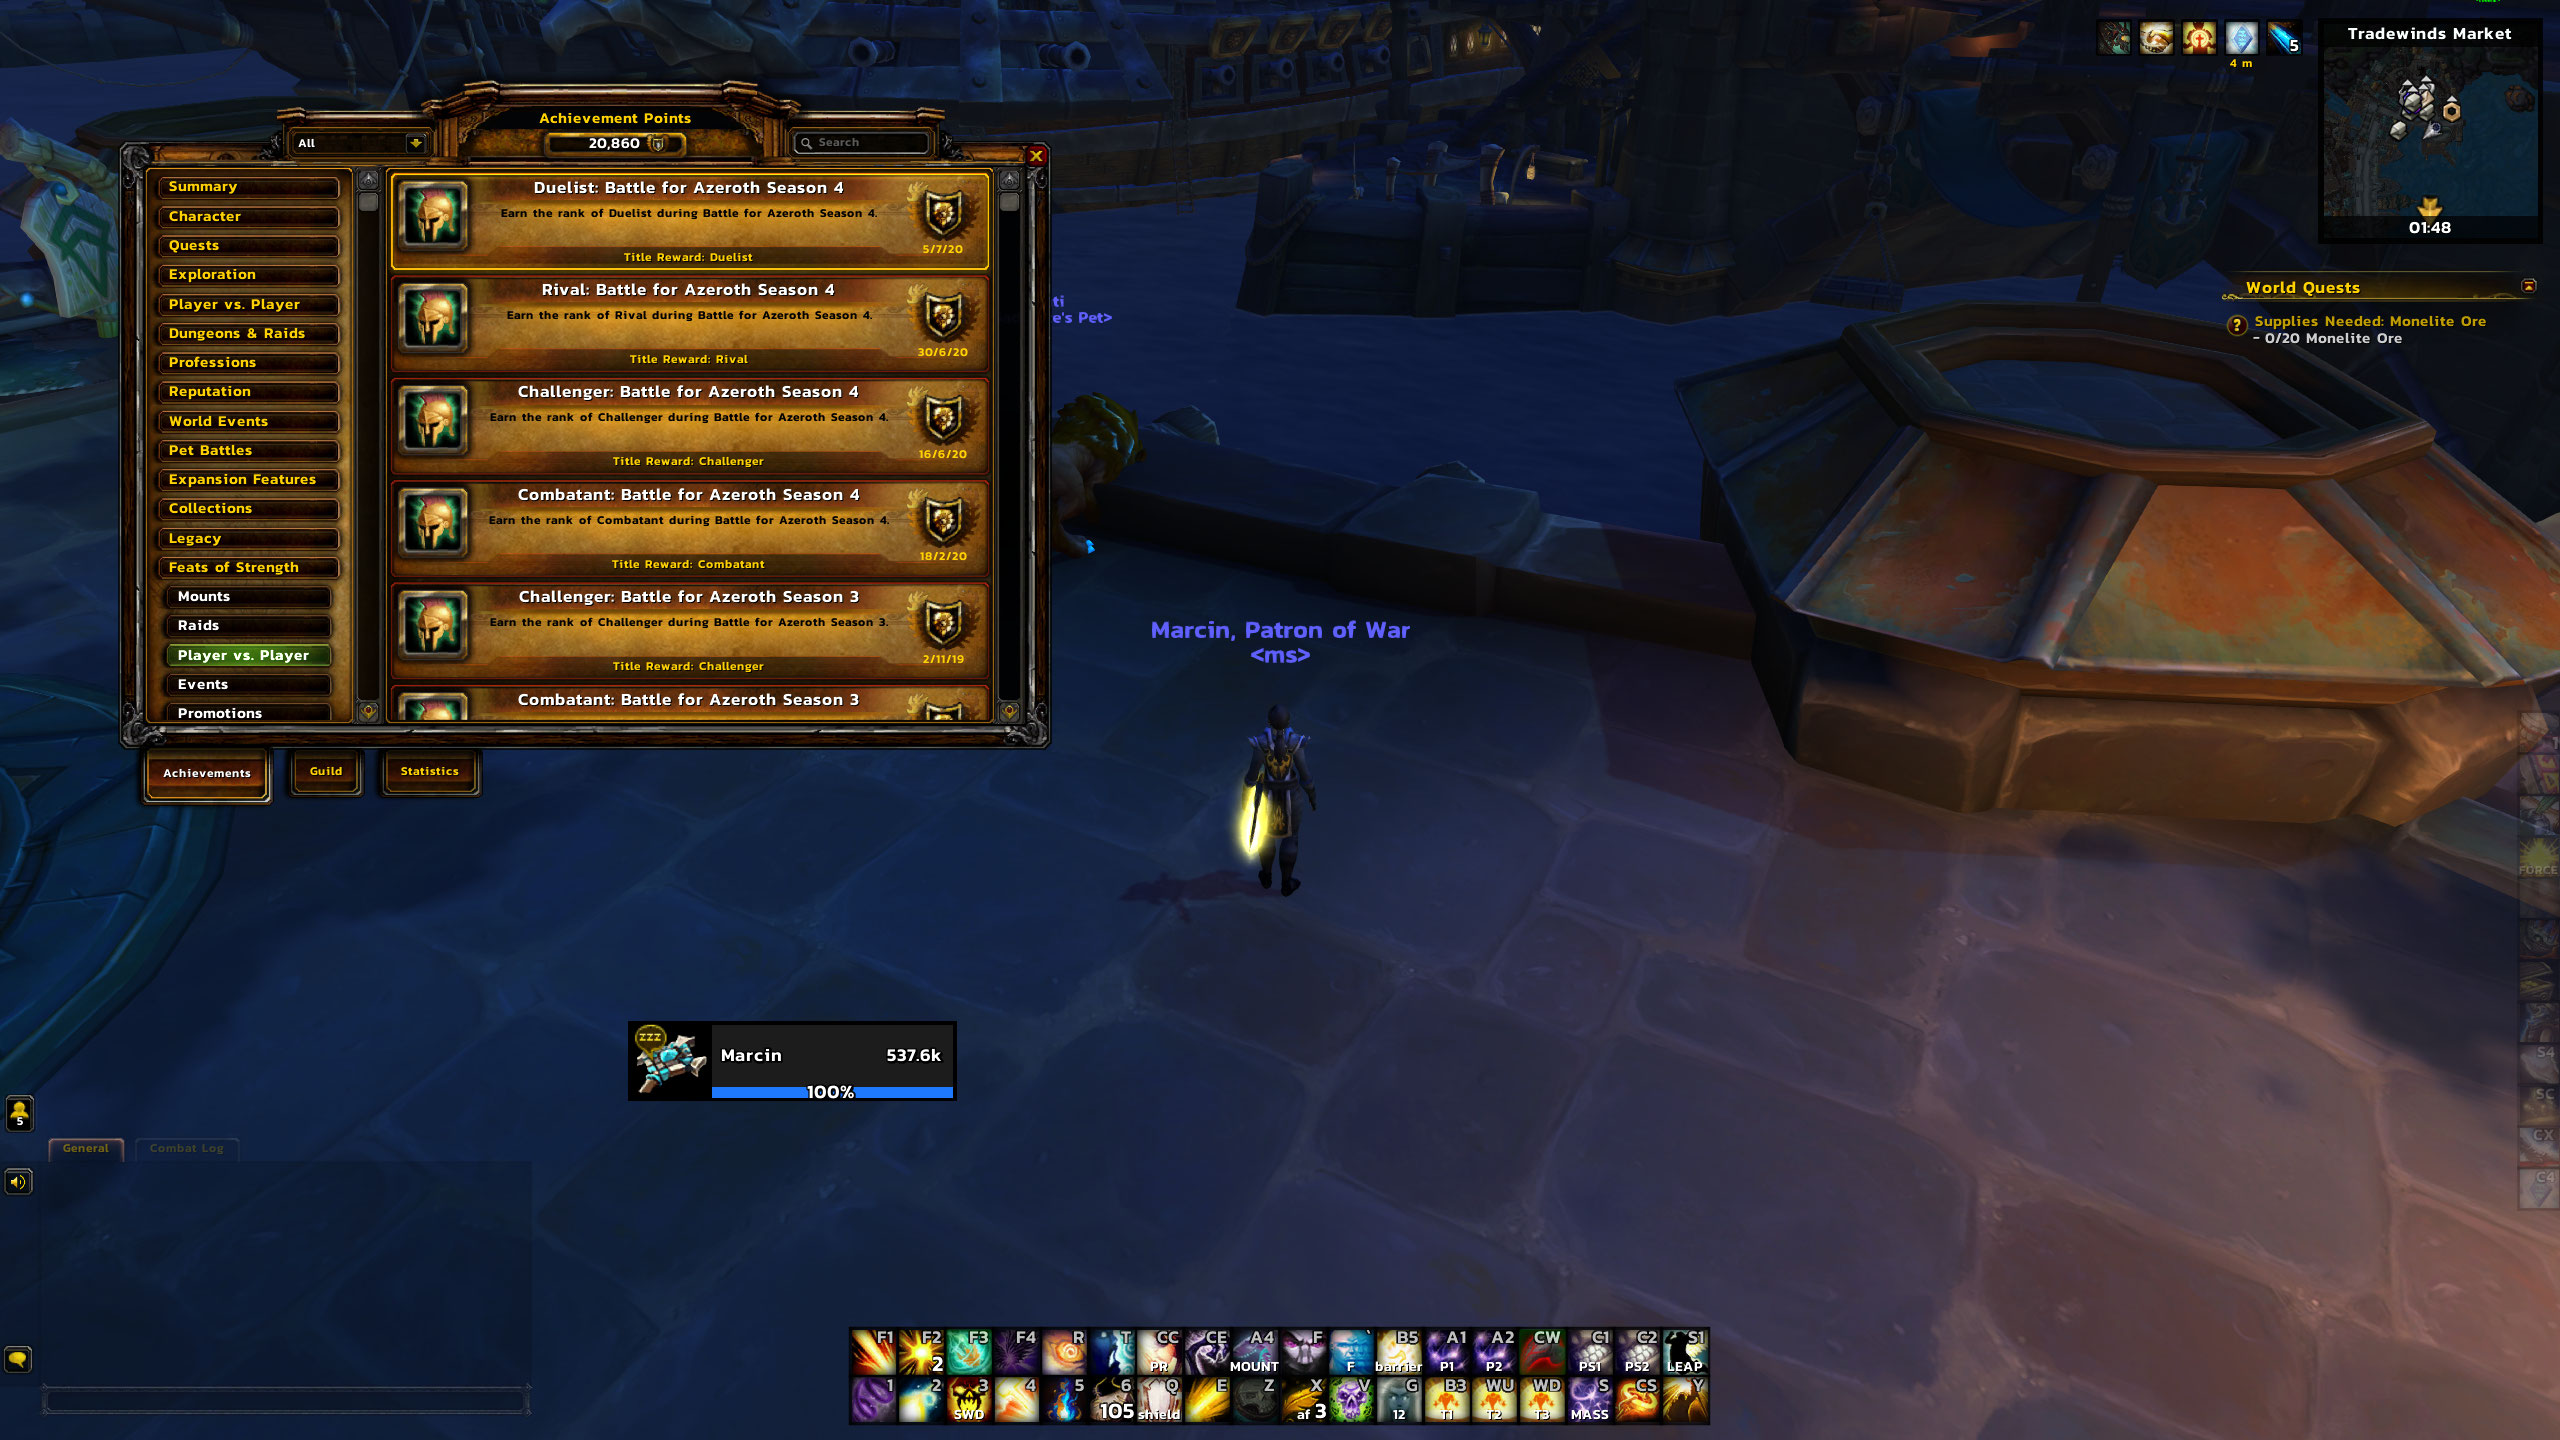 Achievement Points
All
20,860
Search
Summary
Character
Quests
Exploration
Player vs. Player
Dungeons & Raids
Professions
Reputation
World Events
Pet Battles
Expansion Features
Collections
Legacy
Feats of Strength
Mounts
Raids
Player vs. Player
Events
Promotions
Duelist: Battle for Azeroth Season 4
Earn the rank of Duelist during Battle for Azeroth Season 4.
5/7/20
Title Reward: Duelist
Rival: Battle for Azeroth Season 4
Earn the rank of Rival during Battle for Azeroth Season 4.
30/6/20
Title Reward: Rival
Challenger: Battle for Azeroth Season 4
Earn the rank of Challenger during Battle for Azeroth Season 4.
16/6/20
Title Reward: Challenger
Combatant: Battle for Azeroth Season 4
Earn the rank of Combatant during Battle for Azeroth Season 4.
18/2/20
Title Reward: Combatant
Challenger: Battle for Azeroth Season 3
Earn the rank of Challenger during Battle for Azeroth Season 3.
2/11/19
Title Reward: Challenger
Combatant: Battle for Azeroth Season 3
Achievements
Guild
Statistics
5
4 m
Tradewinds Market
01:48
World Quests
? Supplies Needed: Monelite Ore
- 0/20 Monelite Ore
ti
e's Pet>
Marcin, Patron of War
<ms>
zzz
Marcin 537.6k
100%
5
General
Combat Log
FORCE
S4
SC
CX
C4
F1 F2 F3 F4 R T CC CE A4 F B5 A1 A2 CW C1 C2 S1
2 PR MOUNT F barrier P1 P2 PS1 PS2 LEAP
1 2 3 4 5 6 Q E Z X V G B3 WU WD S CS Y
SWD 105 shield af 3 12 T1 T2 T3 MASS